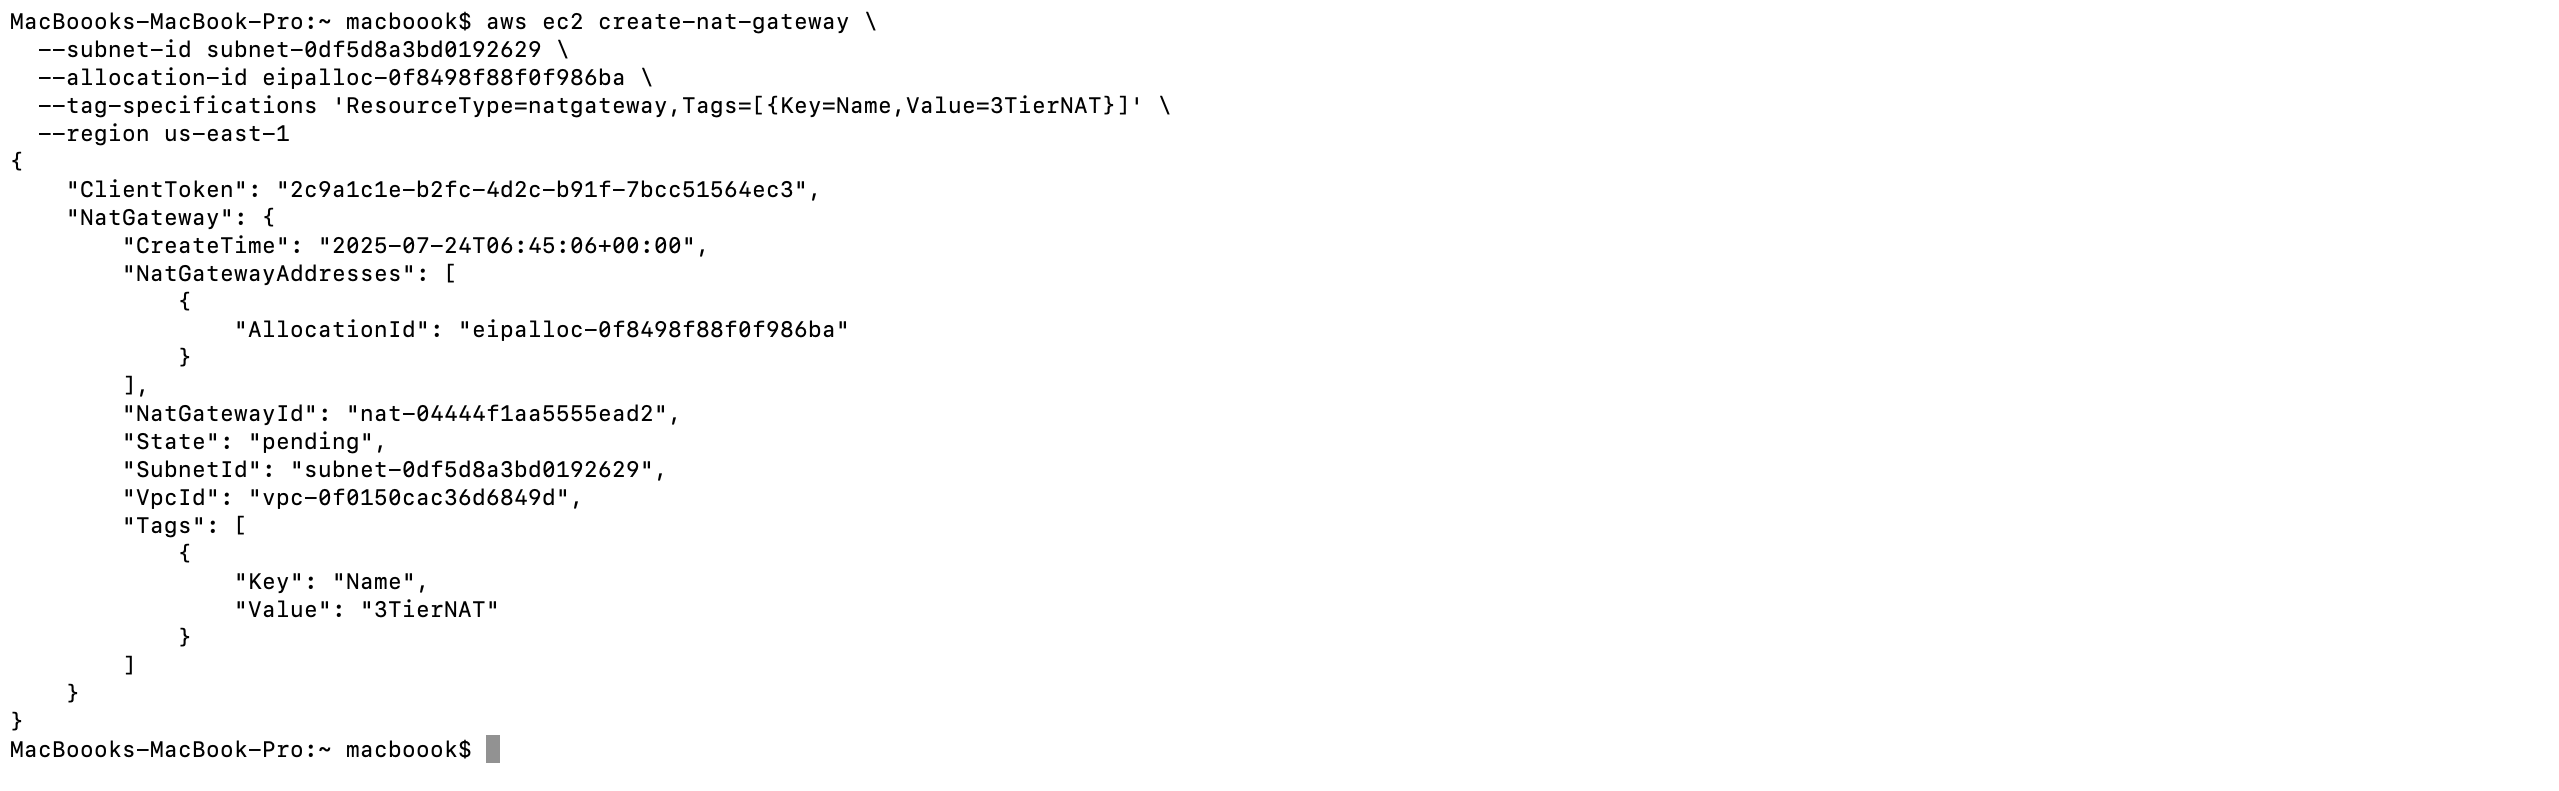 MacBoooks-MacBook-Pro:~ macboook$ aws ec2 create-nat-gateway \
  --subnet-id subnet-0df5d8a3bd0192629 \
  --allocation-id eipalloc-0f8498f88f0f986ba \
  --tag-specifications 'ResourceType=natgateway,Tags=[{Key=Name,Value=3TierNAT}]' \
  --region us-east-1
{
    "ClientToken": "2c9a1c1e-b2fc-4d2c-b91f-7bcc51564ec3",
    "NatGateway": {
        "CreateTime": "2025-07-24T06:45:06+00:00",
        "NatGatewayAddresses": [
            {
                "AllocationId": "eipalloc-0f8498f88f0f986ba"
            }
        ],
        "NatGatewayId": "nat-04444f1aa5555ead2",
        "State": "pending",
        "SubnetId": "subnet-0df5d8a3bd0192629",
        "VpcId": "vpc-0f0150cac36d6849d",
        "Tags": [
            {
                "Key": "Name",
                "Value": "3TierNAT"
            }
        ]
    }
}
MacBoooks-MacBook-Pro:~ macboook$